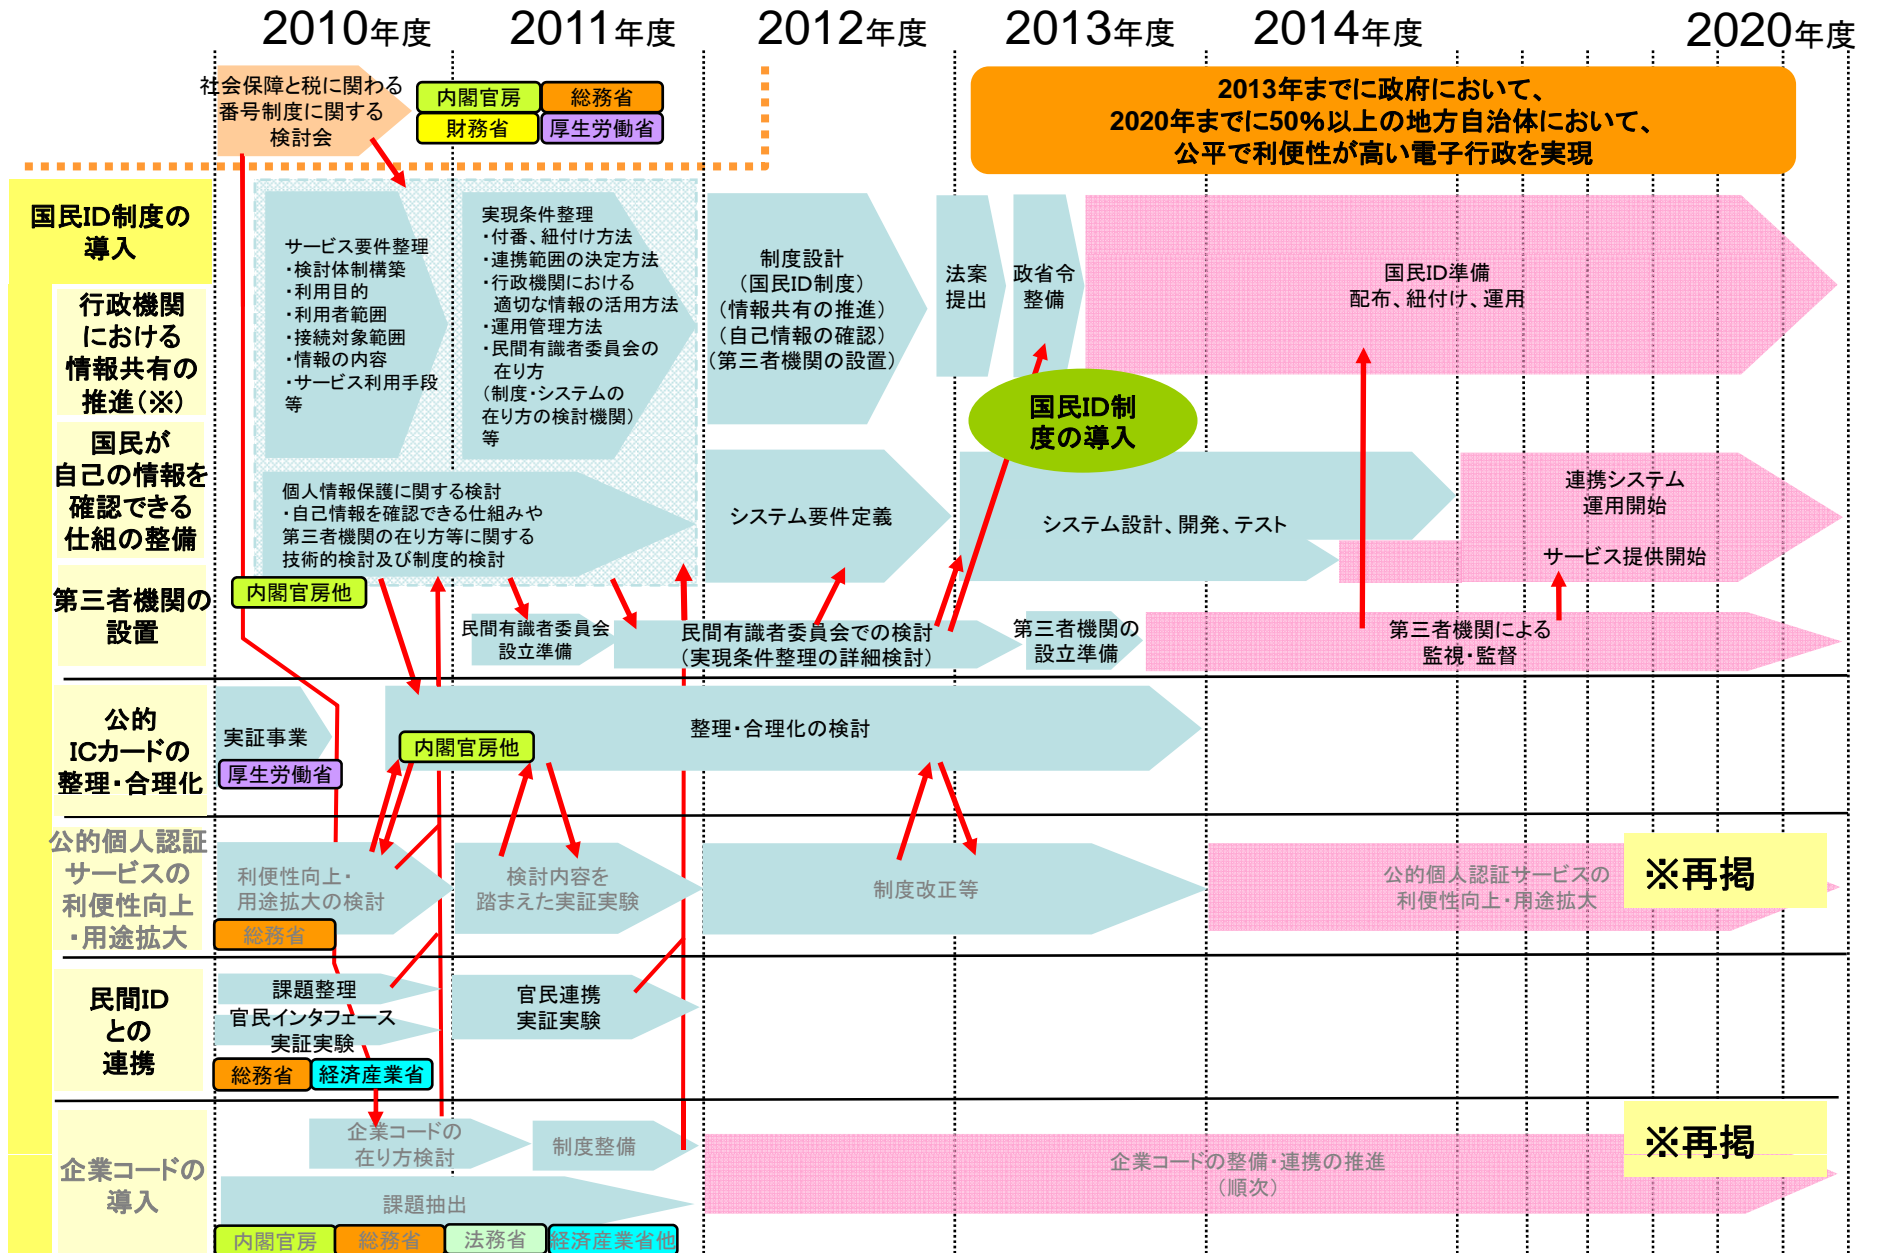 2010年度
2011年度
2012年度
2013年度
2014年度
2020年度
社会保障と税に関わる
番号制度に関する
検討会
内閣官房
総務省
財務省
厚生労働省
2013年までに政府において、
2020年までに50%以上の地方自治体において、
公平で利便性が高い電子行政を実現
国民ID制度の
導入
サービス要件整理
・検討体制構築
・利用目的
・利用者範囲
・接続対象範囲
・情報の内容
・サービス利用手段
等
実現条件整理
・付番、紐付け方法
・連携範囲の決定方法
・行政機関における
適切な情報の活用方法
・運用管理方法
・民間有識者委員会の
在り方
(制度・システムの
在り方の検討機関)
等
制度設計
(国民ID制度)
(情報共有の推進)
(自己情報の確認)
(第三者機関の設置)
法案
提出
政省令
整備
国民ID準備
配布、紐付け、運用
行政機関
における
情報共有の
推進(※)
国民ID制
度の導入
国民が
自己の情報を
確認できる
仕組の整備
個人情報保護に関する検討
・自己情報を確認できる仕組みや
第三者機関の在り方等に関する
技術的検討及び制度的検討
システム要件定義
システム設計、開発、テスト
連携システム
運用開始
サービス提供開始
内閣官房他
第三者機関の
設置
民間有識者委員会
設立準備
民間有識者委員会での検討
(実現条件整理の詳細検討)
第三者機関の
設立準備
第三者機関による
監視・監督
公的
ICカードの
整理・合理化
実証事業
厚生労働省
内閣官房他
整理・合理化の検討
公的個人認証
サービスの
利便性向上
・用途拡大
利便性向上・
用途拡大の検討
総務省
検討内容を
踏まえた実証実験
制度改正等
公的個人認証サービスの
利便性向上・用途拡大
※再掲
民間ID
との
連携
課題整理
官民インタフェース
実証実験
総務省
経済産業省
官民連携
実証実験
企業コードの
導入
企業コードの
在り方検討
制度整備
課題抽出
企業コードの整備・連携の推進
(順次)
※再掲
内閣官房
総務省
法務省
経済産業省他